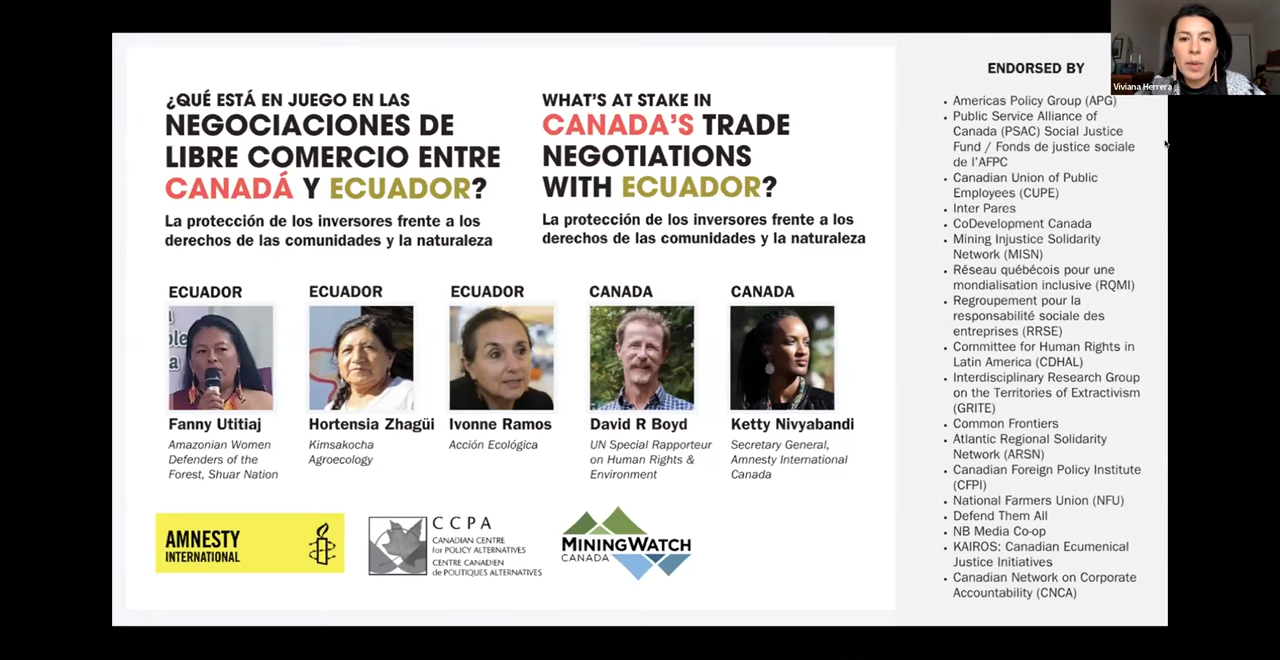 ¿QUÉ ESTÁ EN JUEGO EN LAS
NEGOCIACIONES DE
LIBRE COMERCIO ENTRE
CANADÁ Y ECUADOR?
La protección de los inversores frente a los
derechos de las comunidades y la naturaleza
WHAT'S AT STAKE IN
CANADA'S TRADE
NEGOTIATIONS
WITH ECUADOR?
La protección de los inversores frente a los
derechos de las comunidades y la naturaleza
ECUADOR
Fanny Utitiaj
Amazonian Women
Defenders of the
Forest, Shuar Nation
ECUADOR
Hortensia Zhagüi
Kimsakocha
Agroecology
ECUADOR
Ivonne Ramos
Acción Ecológica
CANADA
David R Boyd
UN Special Rapporteur
on Human Rights &
Environment
CANADA
Ketty Nivyabandi
Secretary General,
Amnesty International
Canada
AMNESTY
INTERNATIONAL
CCPA
CANADIAN CENTRE
for POLICY ALTERNATIVES
CENTRE CANADIEN
de POLITIQUES ALTERNATIVES
MININGWATCH
CANADA
ENDORSED BY
• Americas Policy Group (APG)
• Public Service Alliance of
Canada (PSAC) Social Justice
Fund / Fonds de justice sociale
de l'AFPC
• Canadian Union of Public
Employees (CUPE)
• Inter Pares
• CoDevelopment Canada
• Mining Injustice Solidarity
Network (MISN)
• Réseau québécois pour une
mondialisation inclusive (RQMI)
• Regroupement pour la
responsabilité sociale des
entreprises (RRSE)
• Committee for Human Rights in
Latin America (CDHAL)
• Interdisciplinary Research Group
on the Territories of Extractivism
(GRITE)
• Common Frontiers
• Atlantic Regional Solidarity
Network (ARSN)
• Canadian Foreign Policy Institute
(CFPI)
• National Farmers Union (NFU)
• Defend Them All
• NB Media Co-op
• KAIROS: Canadian Ecumenical
Justice Initiatives
• Canadian Network on Corporate
Accountability (CNCA)
Viviana Herrera